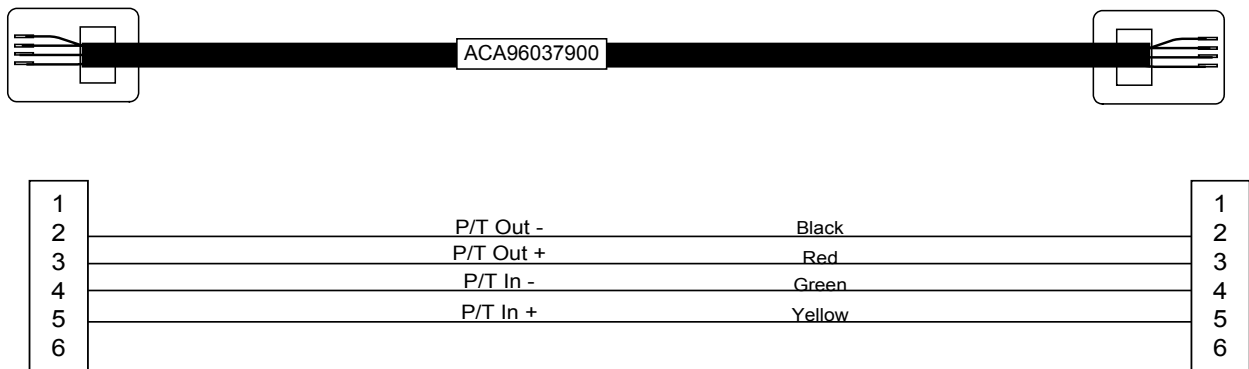 ACA96037900
1 1
2 P/T Out - Black 2
3 P/T Out + Red 3
4 P/T In - Green 4
5 P/T In + Yellow 5
6 6